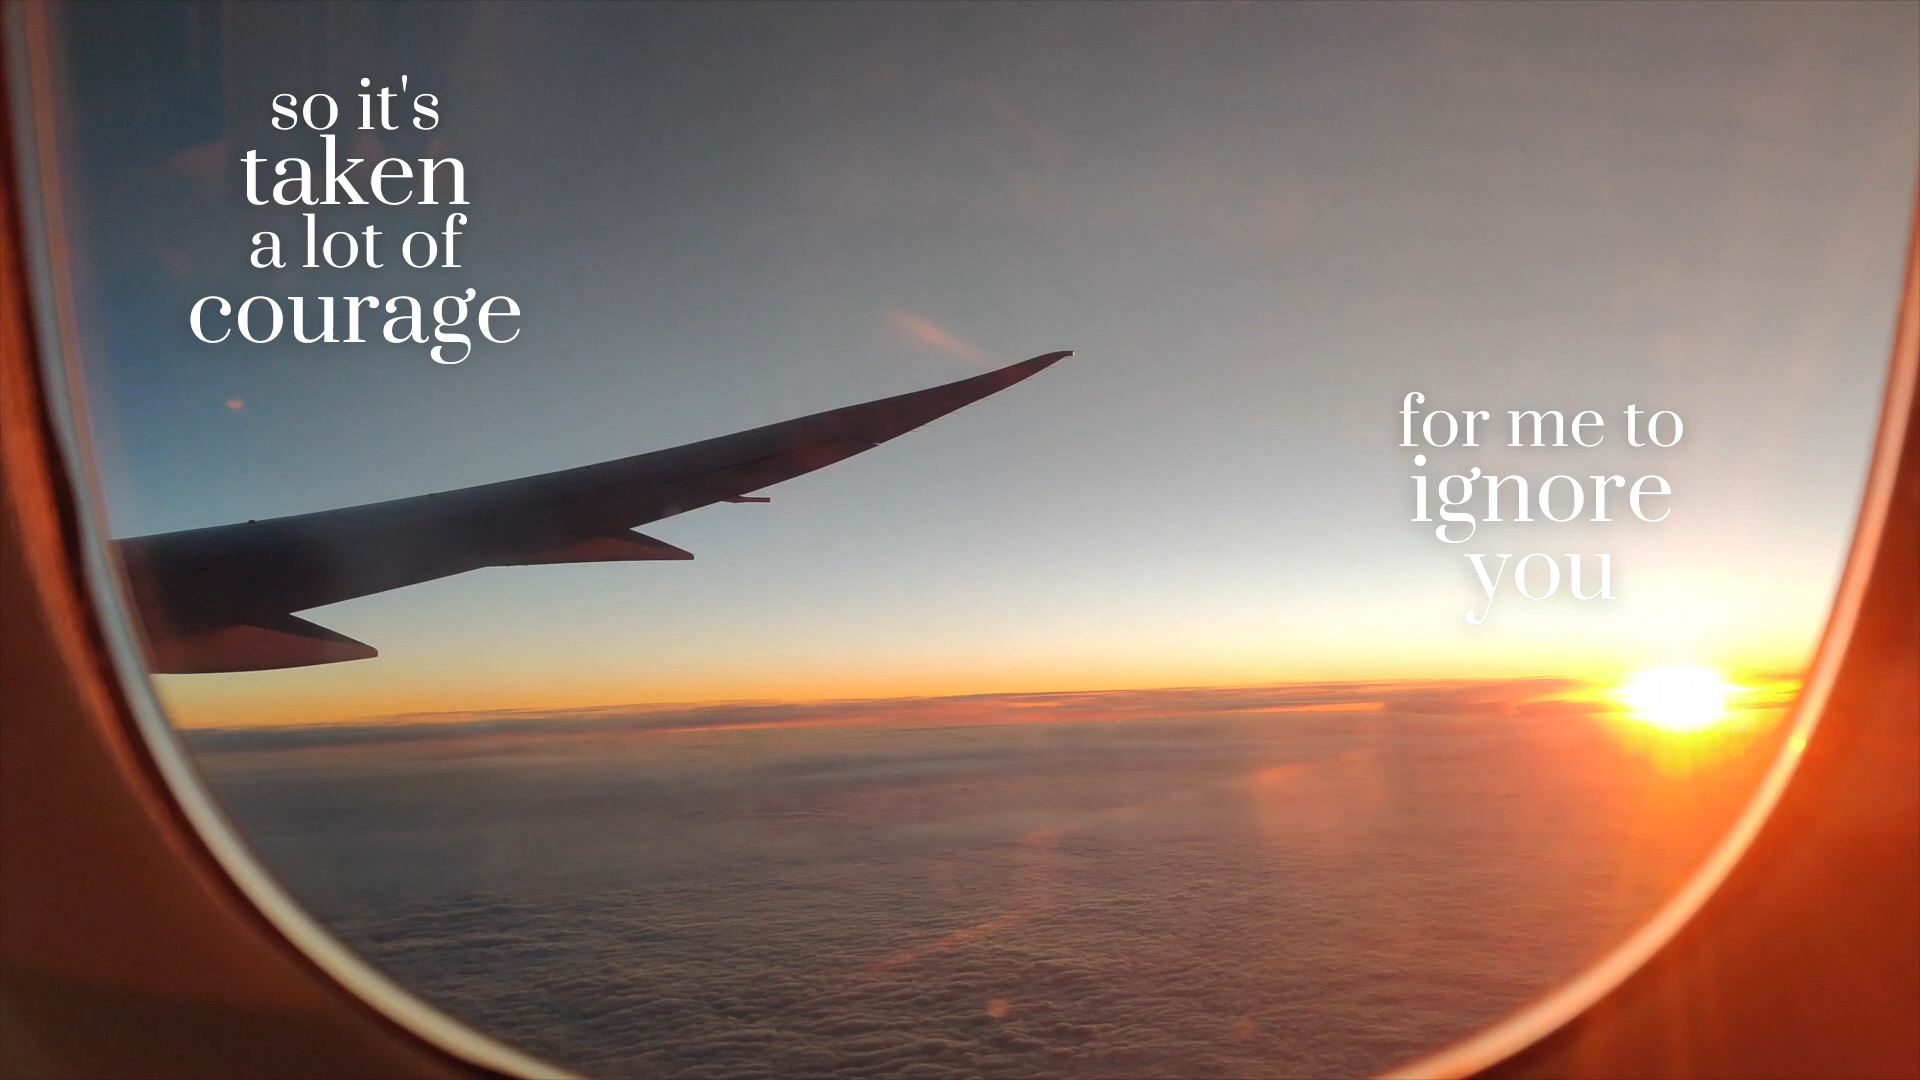 so it's
taken
a lot of
courage
for me to
ignore
you